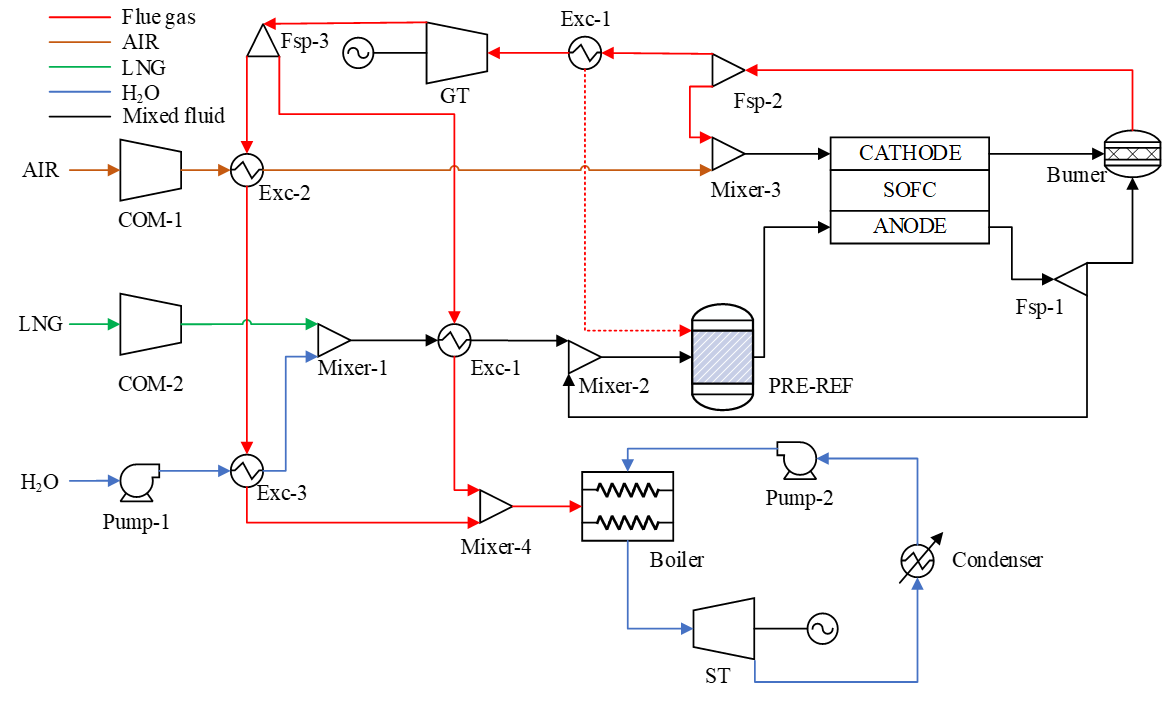 Flue gas
AIR
LNG
H₂O
Mixed fluid
Exc-1
Fsp-3
GT
Fsp-2
AIR
COM-1
Exc-2
Mixer-3
CATHODE
SOFC
ANODE
Burner
Fsp-1
LNG
COM-2
Mixer-1
Exc-1
Mixer-2
PRE-REF
H₂O
Pump-1
Exc-3
Mixer-4
Boiler
Pump-2
Condenser
ST